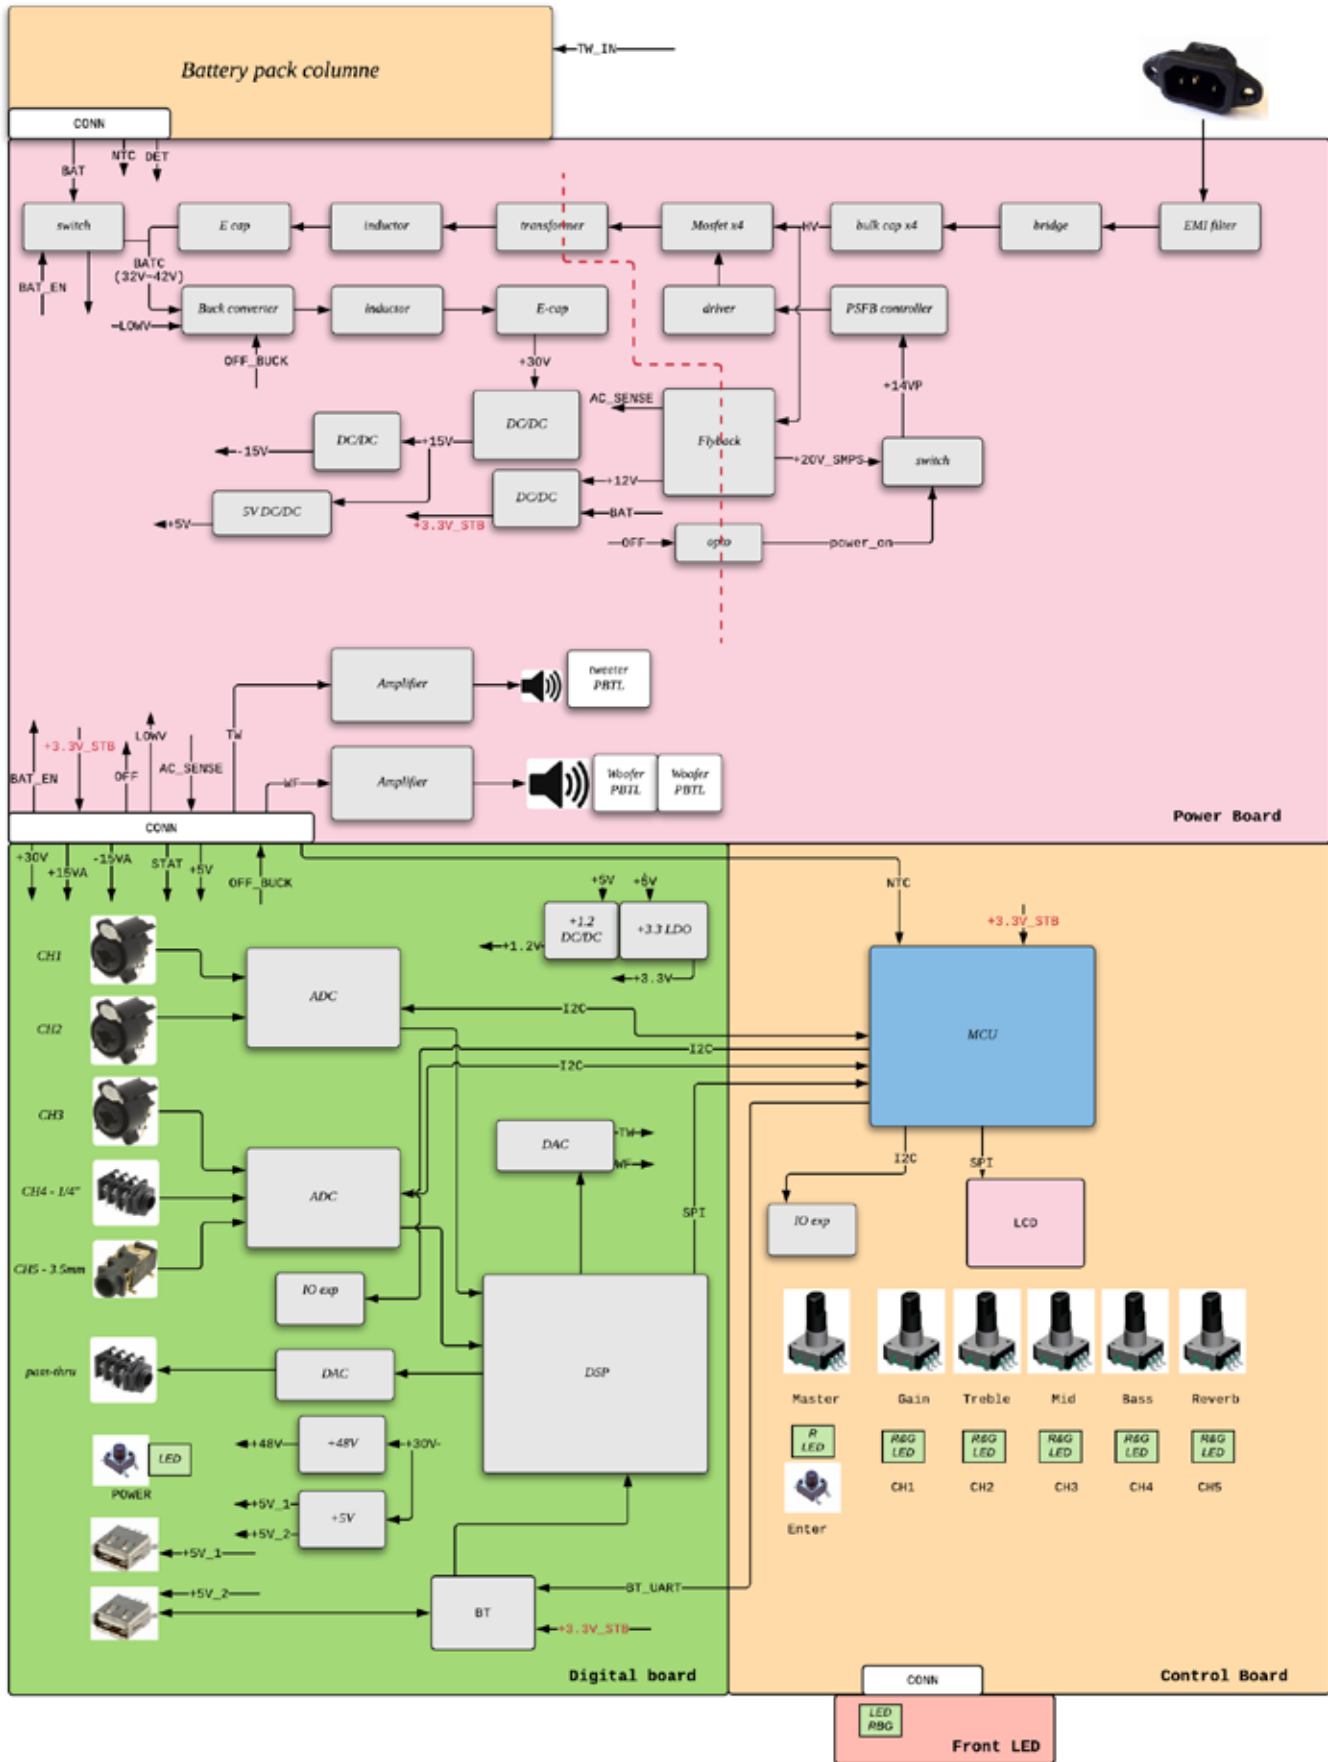 Battery pack columne
TW_IN
CONN
BAT
NTC
DET
switch
E cap
inductor
transformer
Mosfet x4
HV
bulk cap x4
bridge
EMI filter
BATC
(32V~42V)
BAT_EN
LOWV
Buck converter
inductor
E-cap
driver
PSFB controller
OFF_BUCK
+30V
+14VP
AC_SENSE
DC/DC
Flyback
-15V
DC/DC
+15V
+20V_SMPS
switch
+12V
DC/DC
BAT
+5V
5V DC/DC
+3.3V_STB
OFF
opto
power_on
Amplifier
tweeter
PBTL
TW
LOWV
+3.3V_STB
BAT_EN
OFF
AC_SENSE
WF
Amplifier
Woofer
PBTL
Woofer
PBTL
CONN
Power Board
+30V
+15VA
-15VA
STAT
+5V
OFF_BUCK
+5V
+5V
+1.2
DC/DC
+3.3 LDO
+1.2V
+3.3V
NTC
+3.3V_STB
CH1
ADC
CH2
I2C
MCU
I2C
I2C
CH3
DAC
TW
WF
I2C
SPI
CH4 - 1/4"
ADC
SPI
IO exp
LCD
CH5 - 3.5mm
IO exp
pass-thru
DAC
DSP
Master
Gain
Treble
Mid
Bass
Reverb
+48V
+48V
+30V
LED
POWER
R
LED
R&G
LED
R&G
LED
R&G
LED
R&G
LED
R&G
LED
CH1
CH2
CH3
CH4
CH5
Enter
+5V_1
+5V
+5V_2
+5V_1
+5V_2
BT
BT_UART
+3.3V_STB
Digital board
CONN
Control Board
LED
RBG
Front LED